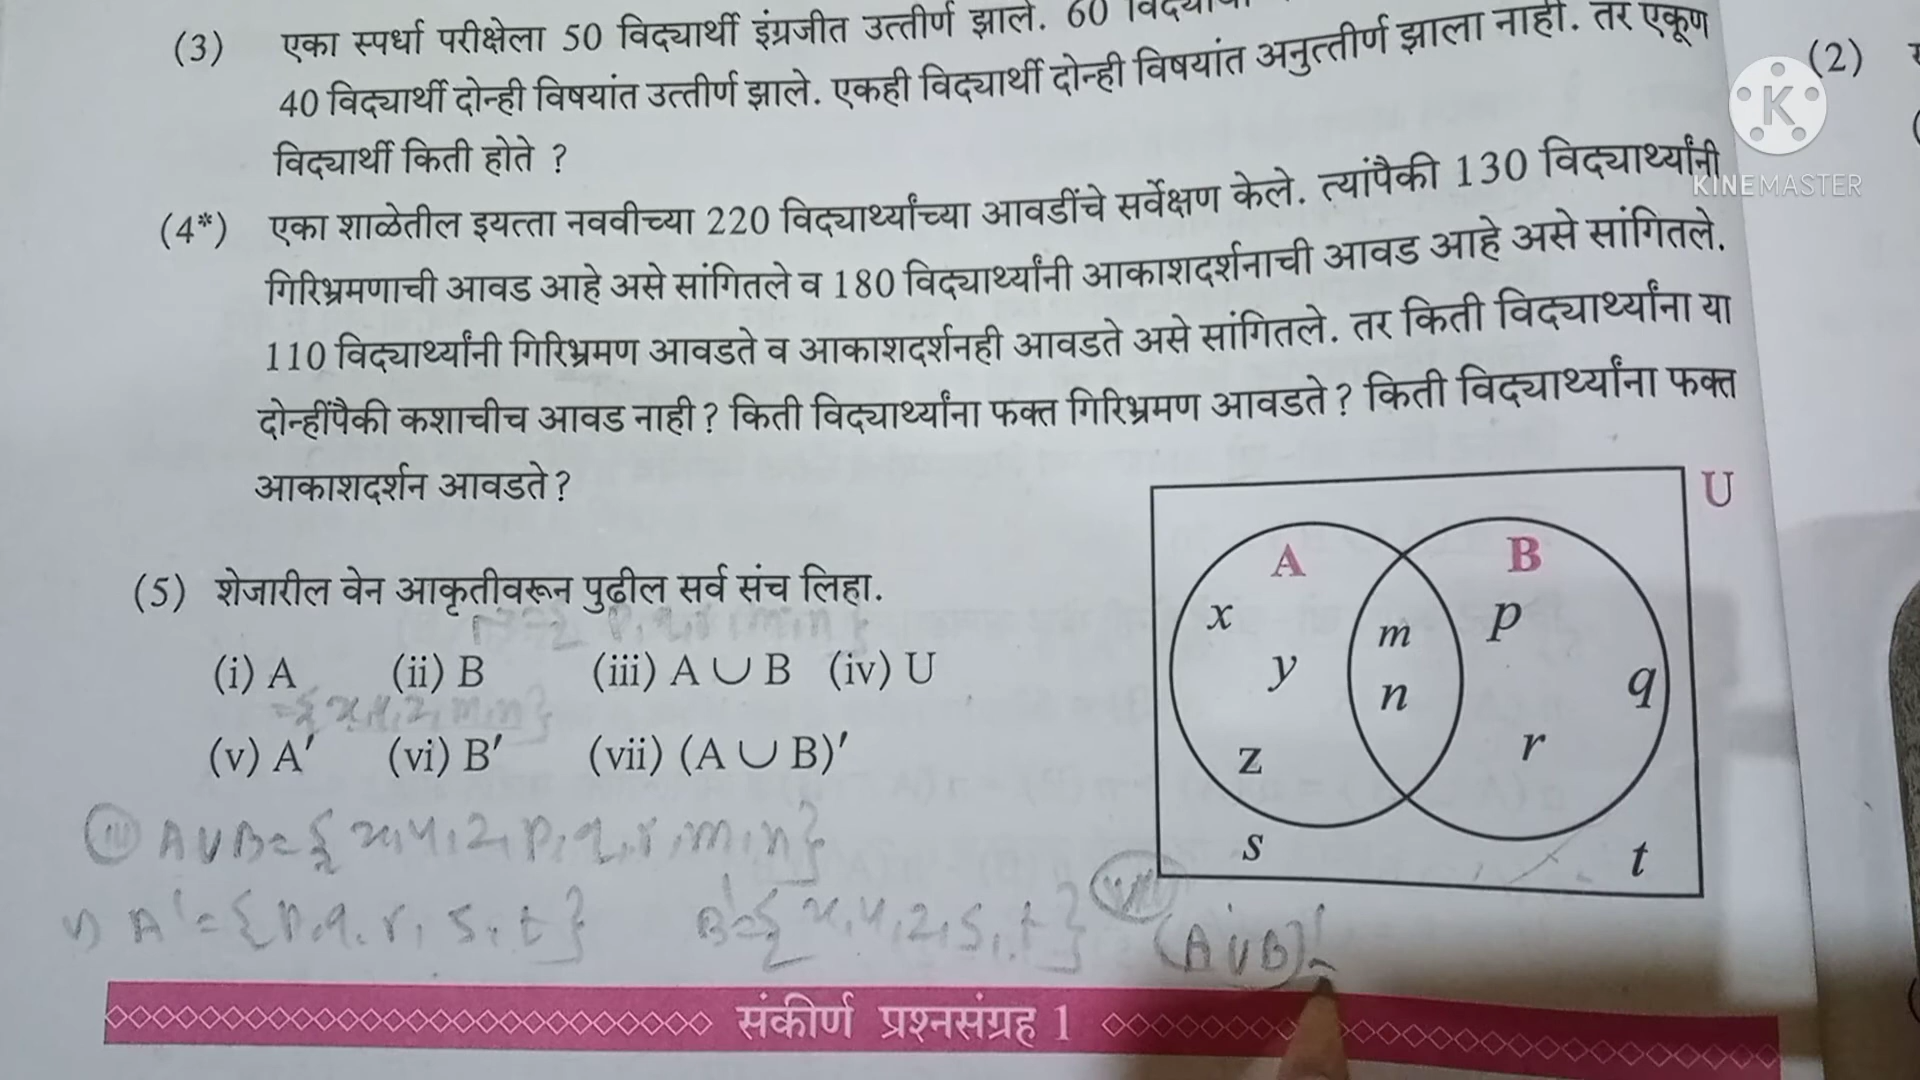 (3) एका स्पर्धा परीक्षेला 50 विद्यार्थी इंग्रजीत उत्तीर्ण झाले. 60
40 विद्यार्थी दोन्ही विषयांत उत्तीर्ण झाले. एकही विद्यार्थी दोन्ही विषयांत अनुत्तीर्ण झाला नाही. तर एकूण
विद्यार्थी किती होते ?
(2)
KINEMASTER
(4*) एका शाळेतील इयत्ता नववीच्या 220 विद्यार्थ्यांच्या आवडींचे सर्वेक्षण केले. त्यांपैकी 130 विद्यार्थ्यांनी
गिरिभ्रमणाची आवड आहे असे सांगितले व 180 विद्यार्थ्यांनी आकाशदर्शनाची आवड आहे असे सांगितले.
110 विद्यार्थ्यांनी गिरिभ्रमण आवडते व आकाशदर्शनही आवडते असे सांगितले. तर किती विद्यार्थ्यांना या
दोन्हींपैकी कशाचीच आवड नाही ? किती विद्यार्थ्यांना फक्त गिरिभ्रमण आवडते ? किती विद्यार्थ्यांना फक्त
आकाशदर्शन आवडते ?
(5) शेजारील वेन आकृतीवरून पुढील सर्व संच लिहा.
{p,q,r,m,n}
(i) A (ii) B (iii) A ∪ B (iv) U
={x,y,z,m,n}
(v) A′ (vi) B′ (vii) (A ∪ B)′
U
A B
x m p
y n q
z r
s t
(iii) A∪B={x,y,z,p,q,r,m,n}
v) A'={p,q,r,s,t} B'={x,y,z,s,t} (A∪B)'=
संकीर्ण प्रश्नसंग्रह 1